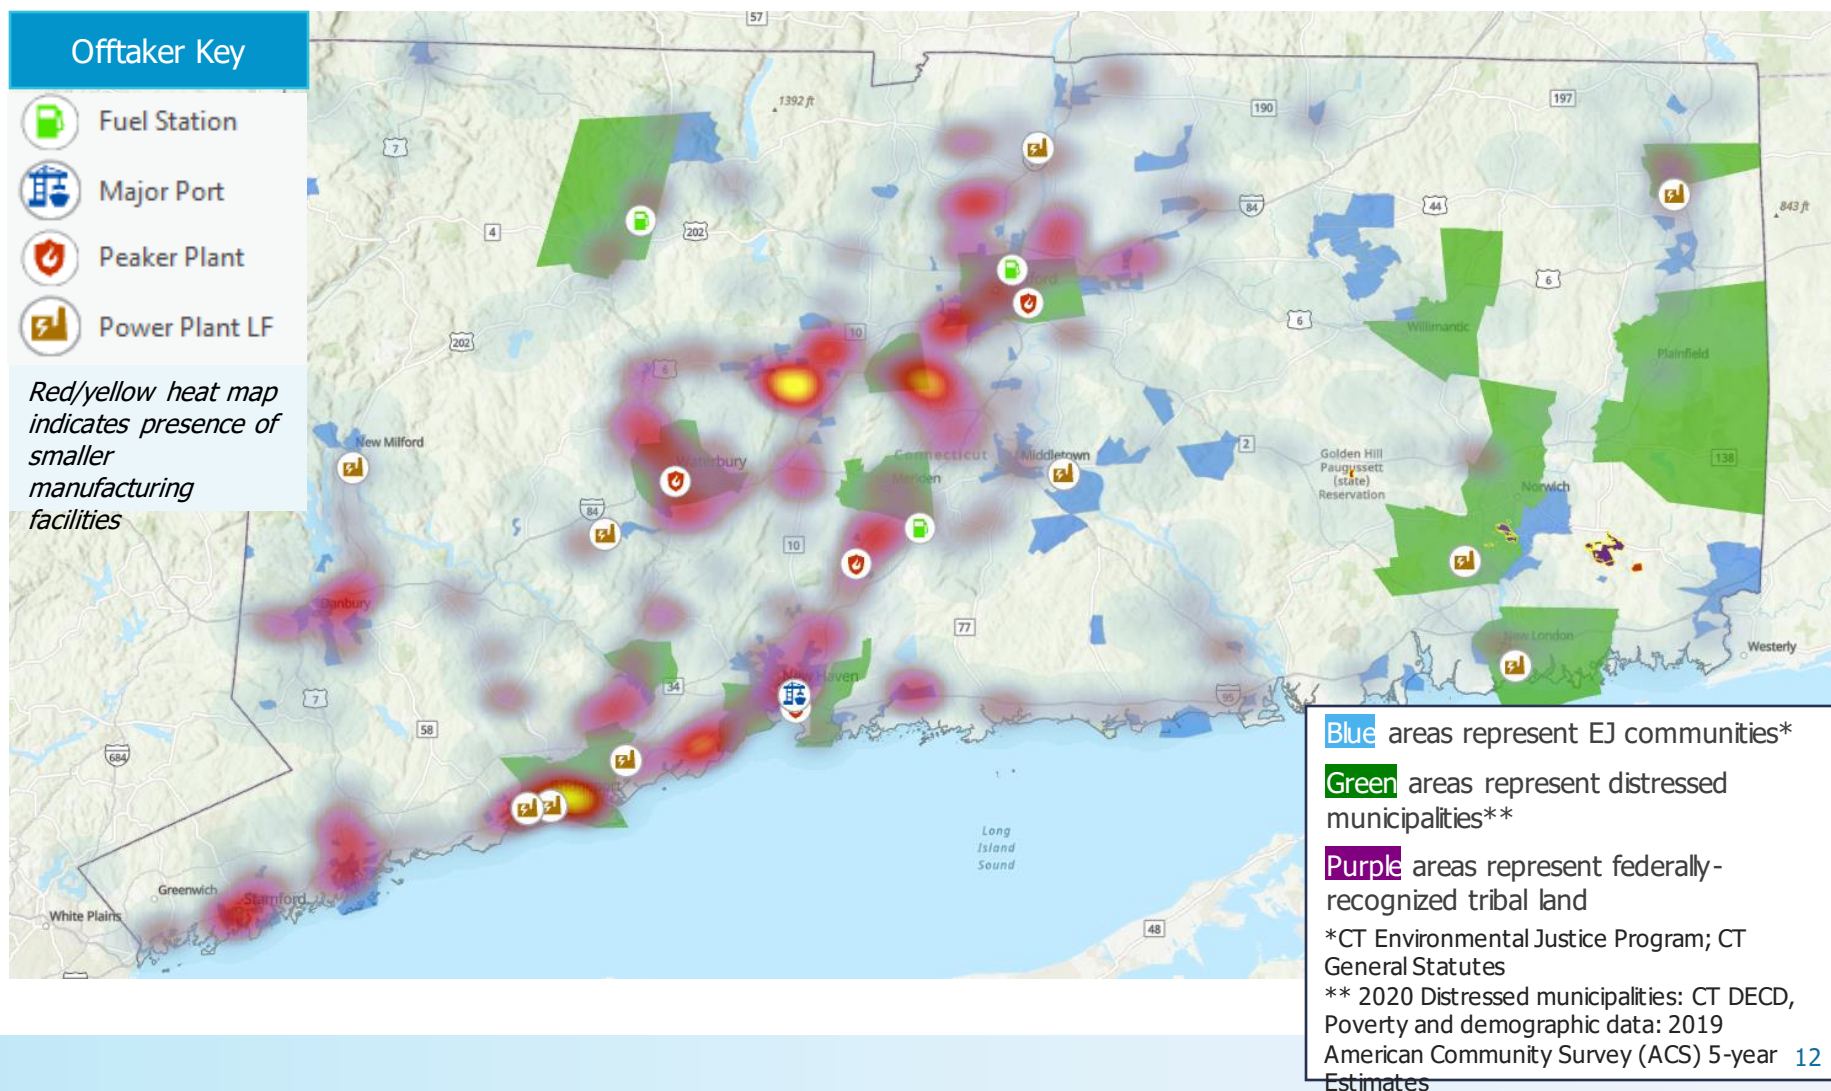 Offtaker Key
Fuel Station
Major Port
Peaker Plant
Power Plant LF
Red/yellow heat map
indicates presence of
smaller
manufacturing
facilities
57
1392 ft
7
190
197
4
202
84
44
843 ft
6
6
10
202
6
Willimantic
Plainfield
New Milford
Waterbury
Connecticut
Middletown
2
Golden Hill
Paugussett
(state)
Reservation
138
Meriden
Norwich
84
10
Danbury
77
New London
Westerly
New Haven
34
7
95
58
684
Long
Island
Sound
Greenwich
Stamford
White Plains
48
Blue areas represent EJ communities*
Green areas represent distressed
municipalities**
Purple areas represent federally-
recognized tribal land
*CT Environmental Justice Program; CT
General Statutes
** 2020 Distressed municipalities: CT DECD,
Poverty and demographic data: 2019
American Community Survey (ACS) 5-year
Estimates
12